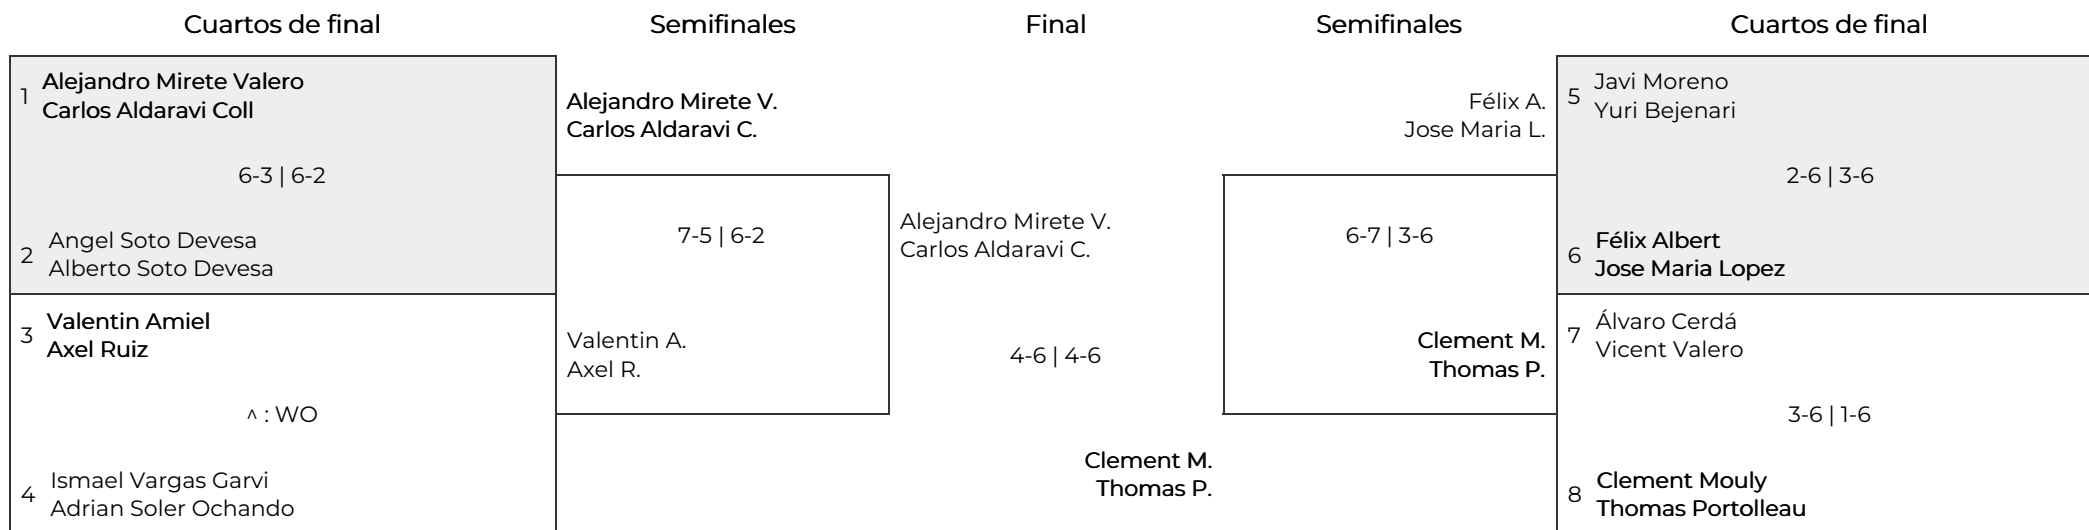 Cuartos de final
Semifinales
Final
Semifinales
Cuartos de final
1
Alejandro Mirete Valero
Carlos Aldaravi Coll
6-3 | 6-2
2
Angel Soto Devesa
Alberto Soto Devesa
3
Valentin Amiel
Axel Ruiz
^ : WO
4
Ismael Vargas Garvi
Adrian Soler Ochando
Alejandro Mirete V.
Carlos Aldaravi C.
7-5 | 6-2
Valentin A.
Axel R.
Alejandro Mirete V.
Carlos Aldaravi C.
4-6 | 4-6
Clement M.
Thomas P.
Félix A.
Jose Maria L.
6-7 | 3-6
Clement M.
Thomas P.
5
Javi Moreno
Yuri Bejenari
2-6 | 3-6
6
Félix Albert
Jose Maria Lopez
7
Álvaro Cerdá
Vicent Valero
3-6 | 1-6
8
Clement Mouly
Thomas Portolleau